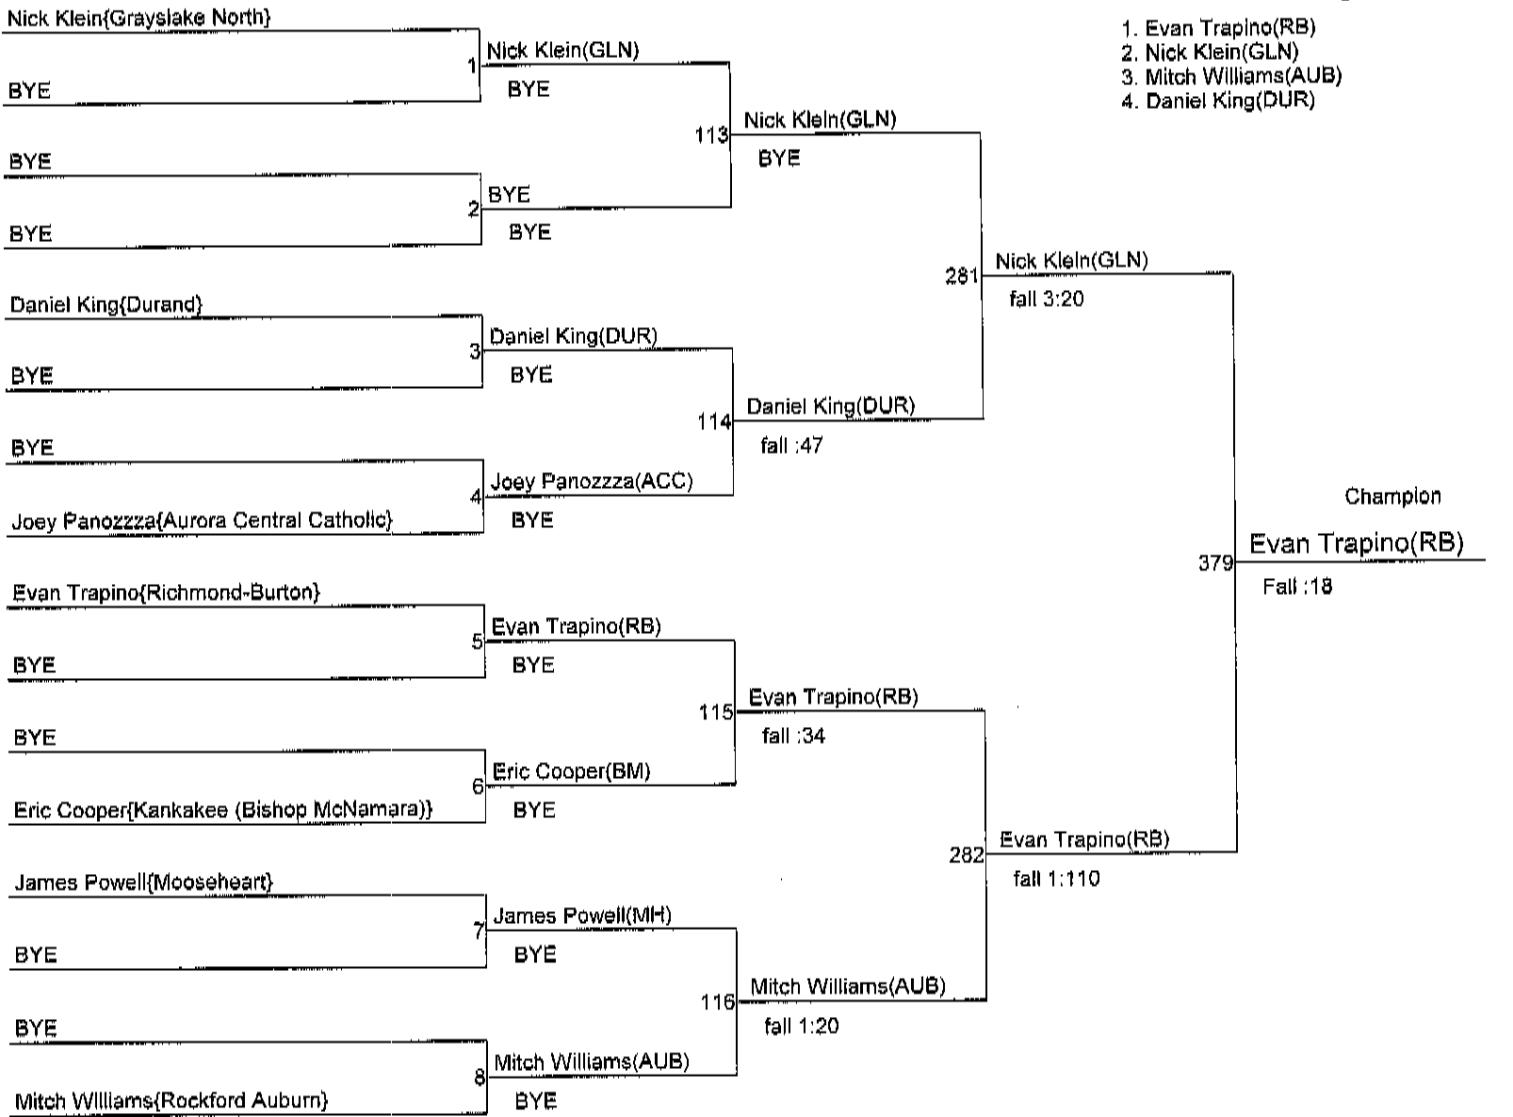 Nick Klein{Grayslake North}
BYE
BYE
BYE
Daniel King{Durand}
BYE
BYE
Joey Panozzza{Aurora Central Catholic}
Evan Trapino{Richmond-Burton}
BYE
BYE
Eric Cooper{Kankakee (Bishop McNamara)}
James Powell{Mooseheart}
BYE
BYE
Mitch Williams{Rockford Auburn}
1
Nick Klein(GLN)
BYE
2
BYE
BYE
3
Daniel King(DUR)
BYE
4
Joey Panozzza(ACC)
BYE
5
Evan Trapino(RB)
BYE
6
Eric Cooper(BM)
BYE
7
James Powell(MH)
BYE
8
Mitch Williams(AUB)
BYE
113
Nick Klein(GLN)
BYE
114
Daniel King(DUR)
fall :47
115
Evan Trapino(RB)
fall :34
116
Mitch Williams(AUB)
fall 1:20
281
Nick Klein(GLN)
fall 3:20
282
Evan Trapino(RB)
fall 1:110
379
Champion
Evan Trapino(RB)
Fall :18
1. Evan Trapino(RB)
2. Nick Klein(GLN)
3. Mitch Williams(AUB)
4. Daniel King(DUR)